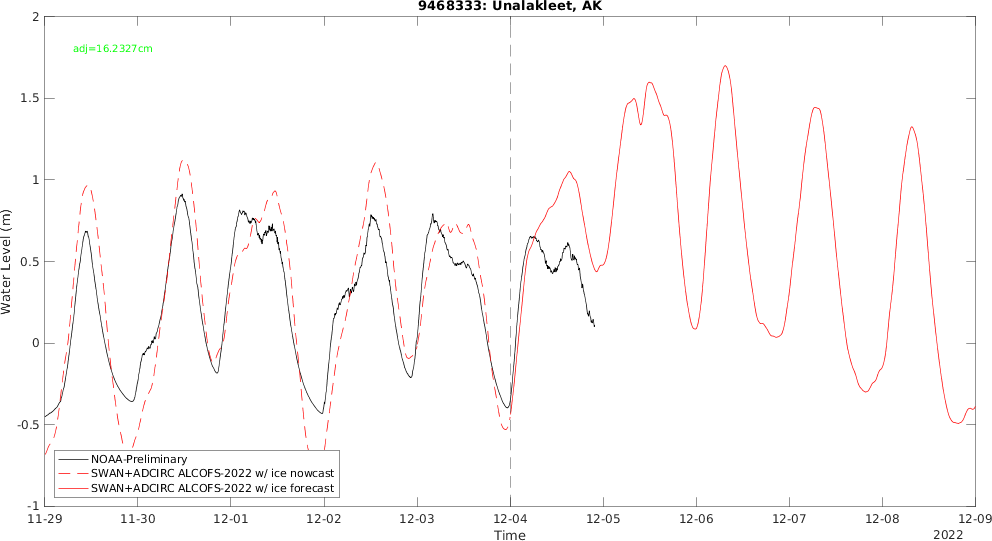 9468333: Unalakleet, AK
adj=16.2327cm
2
1.5
1
0.5
0
-0.5
-1
Water Level (m)
NOAA-Preliminary
SWAN+ADCIRC ALCOFS-2022 w/ ice nowcast
SWAN+ADCIRC ALCOFS-2022 w/ ice forecast
11-29 11-30 12-01 12-02 12-03 12-04 12-05 12-06 12-07 12-08 12-09
Time
2022